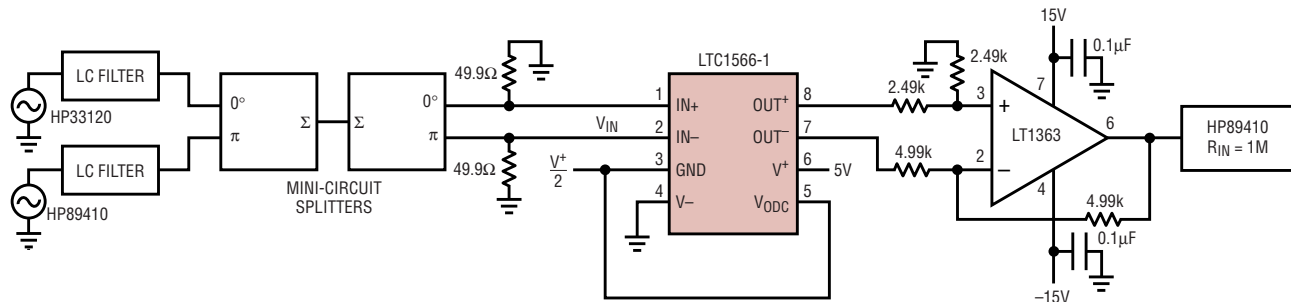 LC FILTER
HP33120
LC FILTER
HP89410
0°
π
Σ
Σ
0°
π
MINI-CIRCUIT
SPLITTERS
49.9Ω
49.9Ω
V_IN
V⁺
2
LTC1566-1
1
2
3
4
IN+
IN–
GND
V–
OUT⁺
OUT⁻
V⁺
V_ODC
8
7
6
5
5V
2.49k
2.49k
4.99k
15V
0.1µF
7
3
+
2
–
LT1363
6
4
4.99k
0.1µF
–15V
HP89410
R_IN = 1M